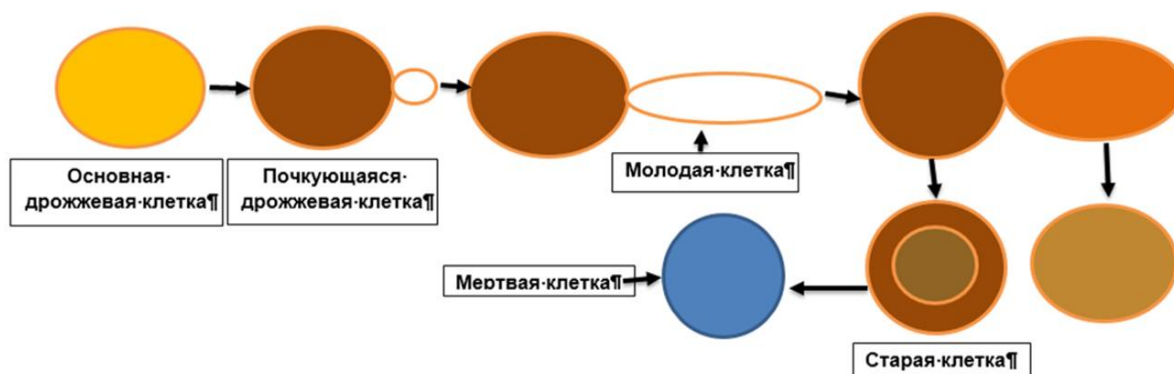 Основная·
дрожжевая·клетка¶
Почкующаяся·
дрожжевая·клетка¶
Молодая·клетка¶
Мертвая·клетка¶
Старая·клетка¶